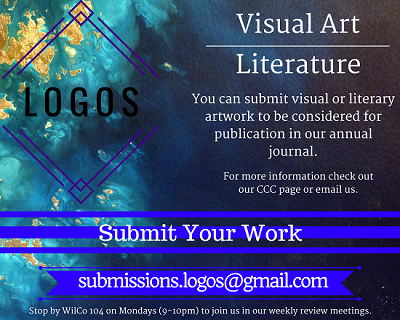 Visual Art
Literature
LOGOS
You can submit visual or literary
artwork to be considered for
publication in our annual
journal.
For more information check out
our CCC page or email us.
Submit Your Work
submissions.logos@gmail.com
Stop by WilCo 104 on Mondays (9-10pm) to join us in our weekly review meetings.